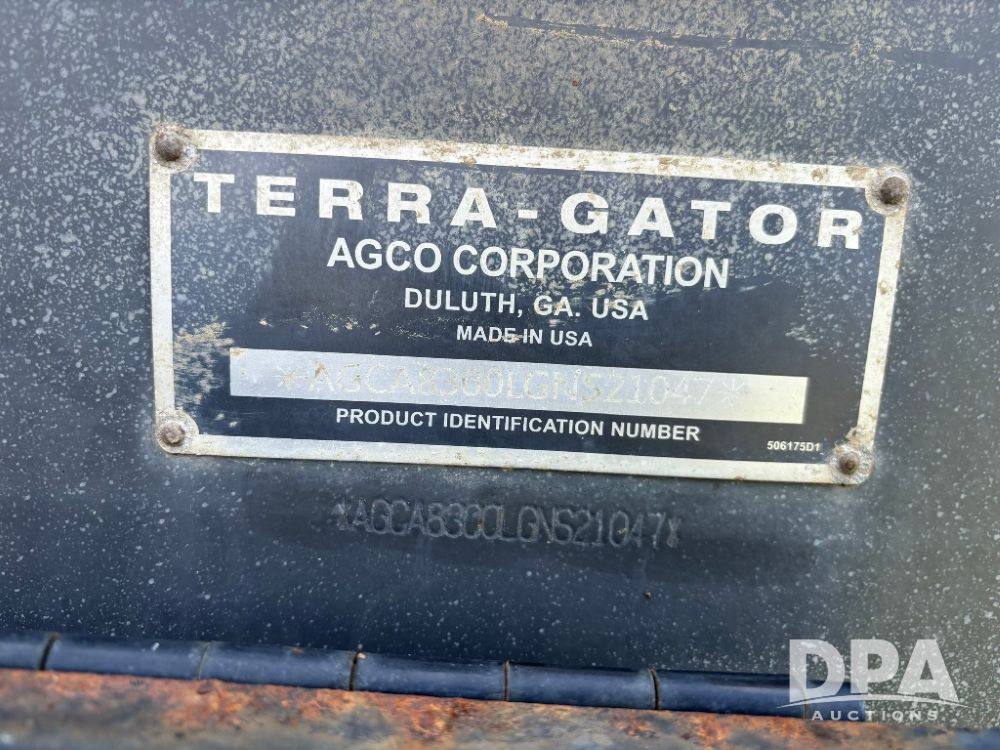 TERRA-GATOR
AGCO CORPORATION
DULUTH, GA. USA
MADE IN USA
*AGCA8300LGNS21047*
PRODUCT IDENTIFICATION NUMBER
506175D1
*AGCA8300LGNS21047*
DPA
AUCTIONS